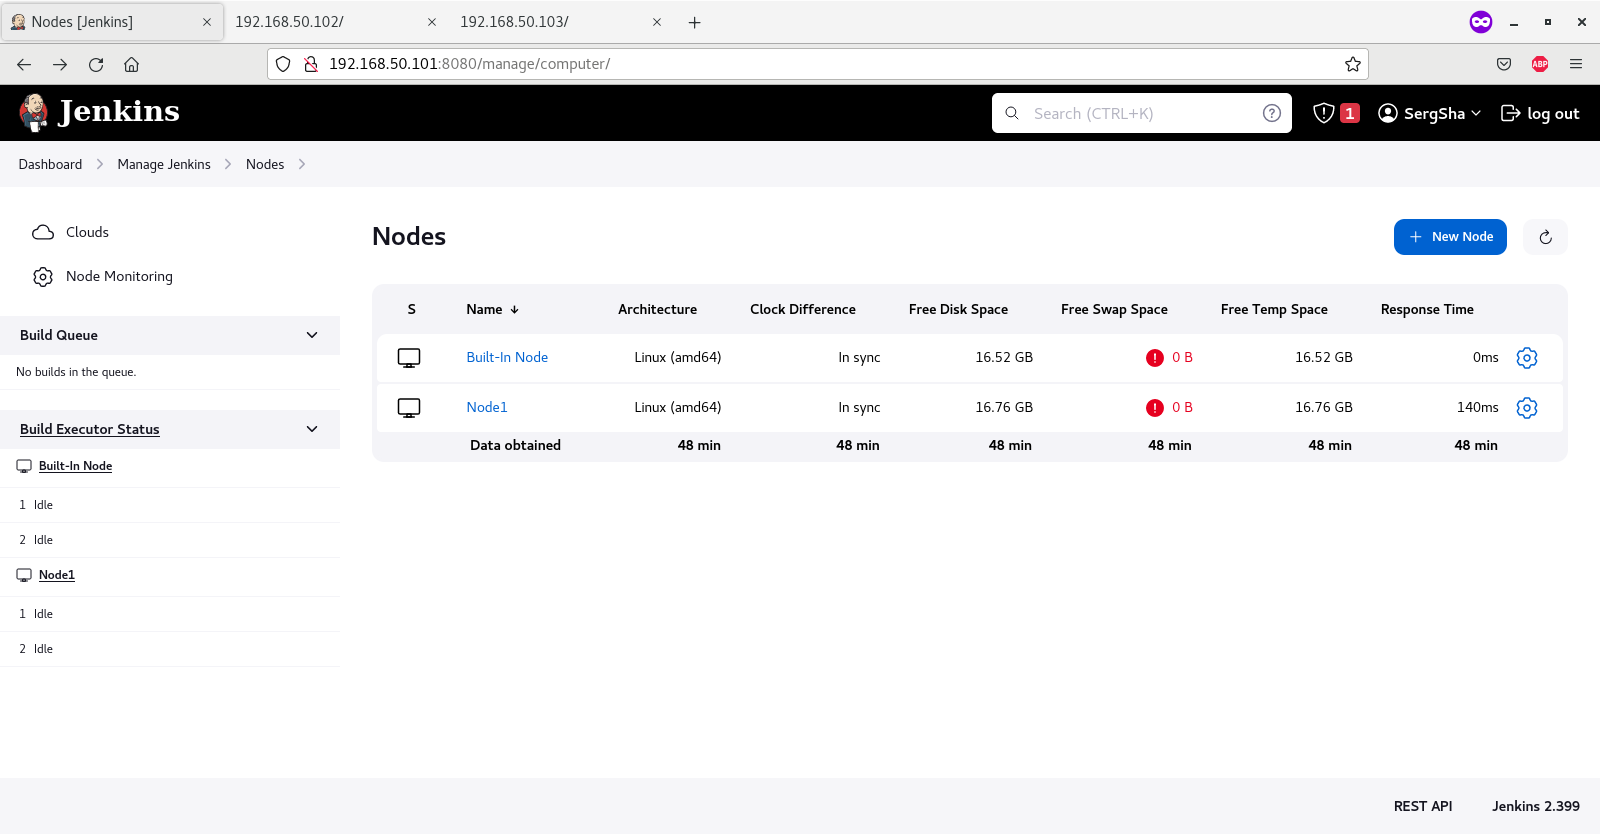 Nodes [Jenkins]
192.168.50.102/
192.168.50.103/
192.168.50.101:8080/manage/computer/
ABP
Jenkins
Search (CTRL+K)
?
1
SergSha
log out
Dashboard
Manage Jenkins
Nodes
Clouds
Node Monitoring
Build Queue
No builds in the queue.
Build Executor Status
Built-In Node
1 Idle
2 Idle
Node1
1 Idle
2 Idle
Nodes
New Node
S Name ↓ Architecture Clock Difference Free Disk Space Free Swap Space Free Temp Space Response Time
Built-In Node Linux (amd64) In sync 16.52 GB 0 B 16.52 GB 0ms
Node1 Linux (amd64) In sync 16.76 GB 0 B 16.76 GB 140ms
Data obtained 48 min 48 min 48 min 48 min 48 min 48 min
REST API
Jenkins 2.399